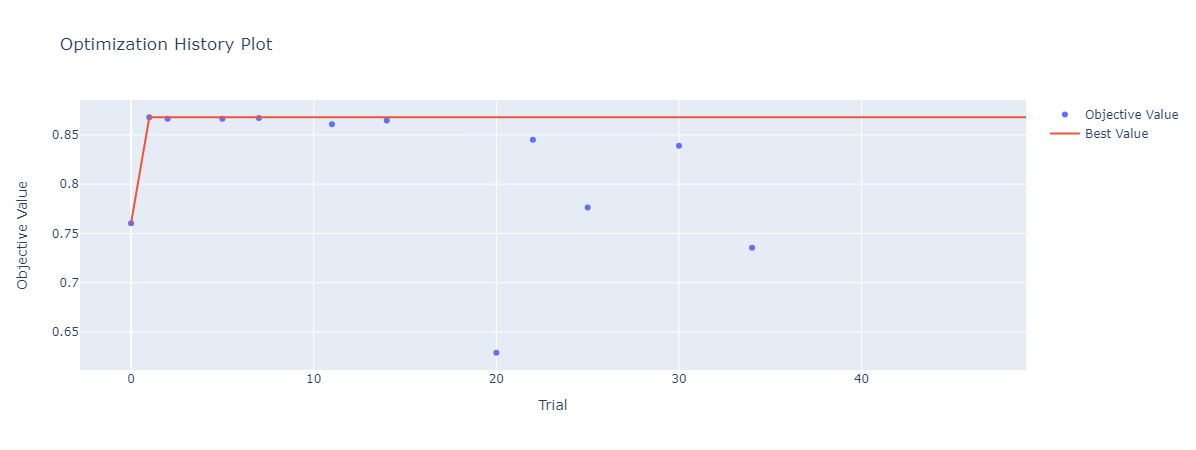 Optimization History Plot
Objective Value
Best Value
0.85
0.8
0.75
0.7
0.65
Objective Value
0
10
20
30
40
Trial